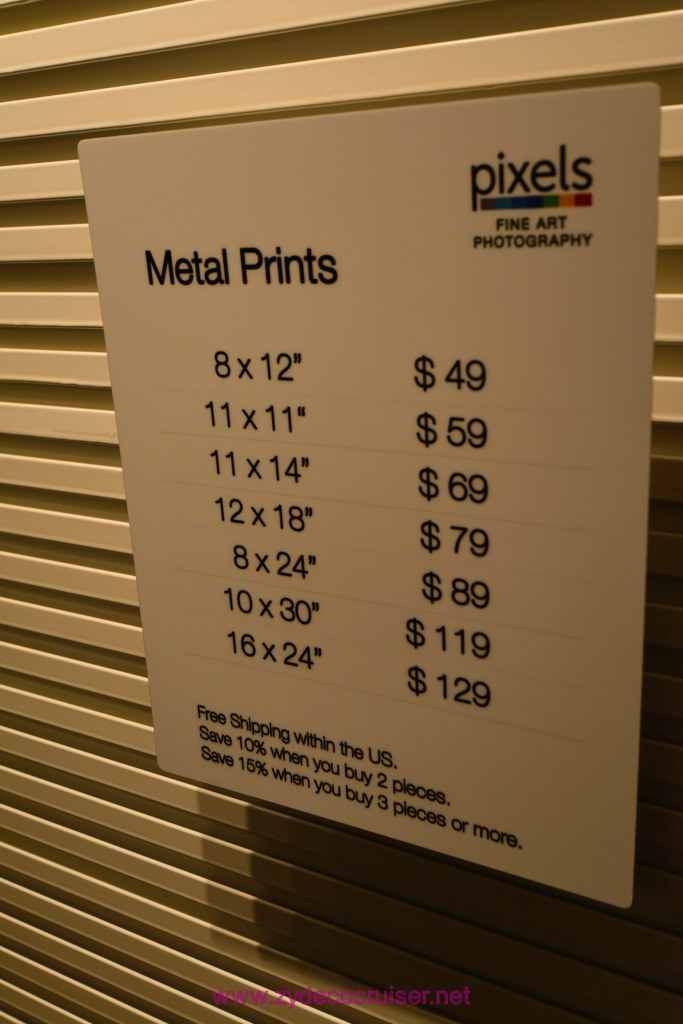 pixels
FINE ART
PHOTOGRAPHY
Metal Prints
8 x 12” $ 49
11 x 11“ $ 59
11 x 14” $ 69
12 x 18” $ 79
8 x 24” $ 89
10 x 30” $ 119
16 x 24” $ 129
Free Shipping within the US.
Save 10% when you buy 2 pieces.
Save 15% when you buy 3 pieces or more.
www.zydecocruiser.net